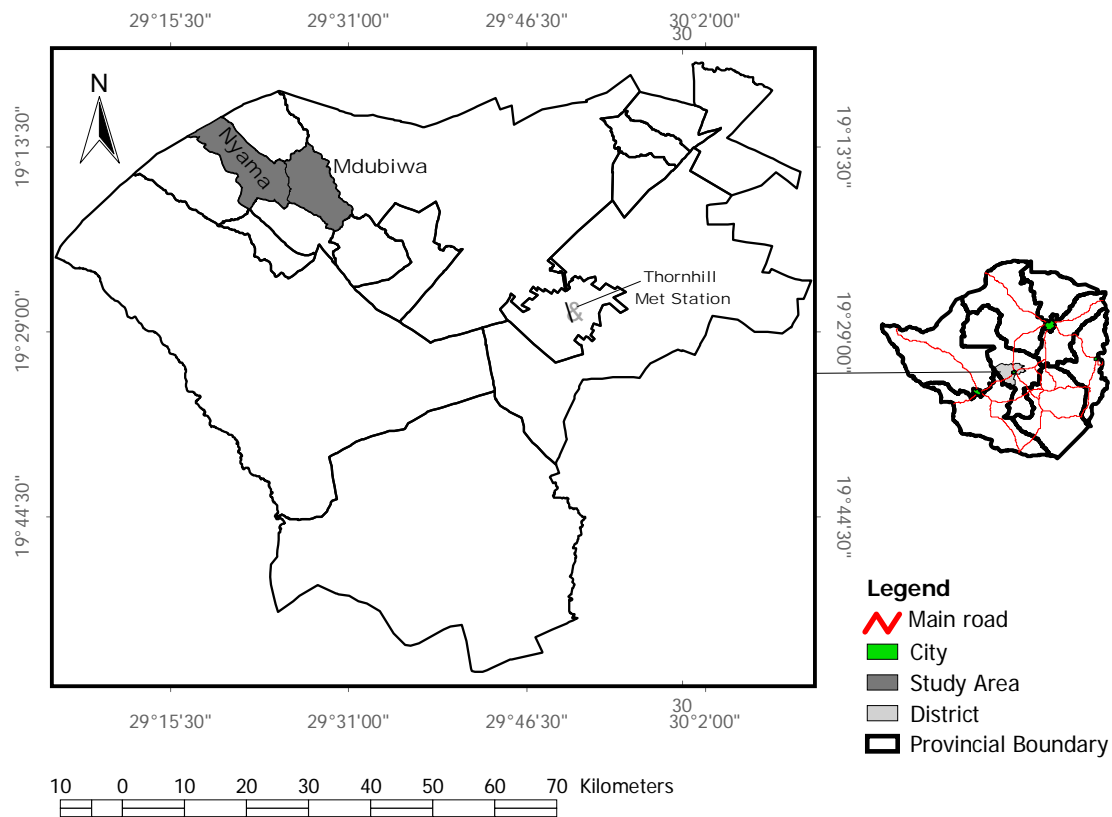 29°15'30" 29°31'00" 29°46'30" 30°2'00"
30
N
19°13'30"
19°29'00"
19°44'30"
Nyama
Mdubiwa
Thornhill
Met Station
&
19°13'30"
19°29'00"
19°44'30"
30
29°15'30" 29°31'00" 29°46'30" 30°2'00"
Legend
Main road
City
Study Area
District
Provincial Boundary
10 0 10 20 30 40 50 60 70 Kilometers